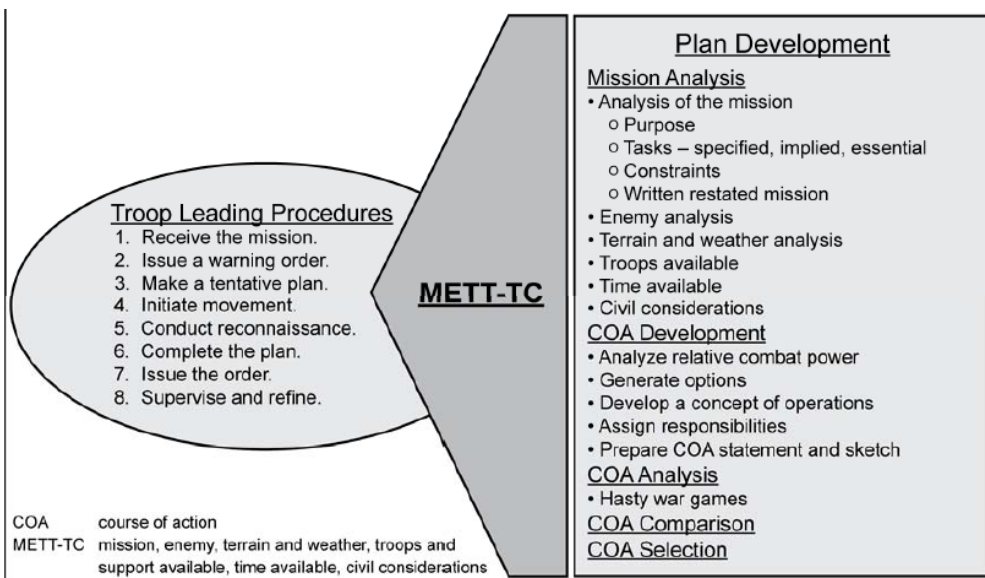 Troop Leading Procedures
1. Receive the mission.
2. Issue a warning order.
3. Make a tentative plan.
4. Initiate movement.
5. Conduct reconnaissance.
6. Complete the plan.
7. Issue the order.
8. Supervise and refine.
METT-TC
Plan Development
Mission Analysis
• Analysis of the mission
o Purpose
o Tasks – specified, implied, essential
o Constraints
o Written restated mission
• Enemy analysis
• Terrain and weather analysis
• Troops available
• Time available
• Civil considerations
COA Development
• Analyze relative combat power
• Generate options
• Develop a concept of operations
• Assign responsibilities
• Prepare COA statement and sketch
COA Analysis
• Hasty war games
COA Comparison
COA Selection
COA course of action
METT-TC mission, enemy, terrain and weather, troops and
support available, time available, civil considerations